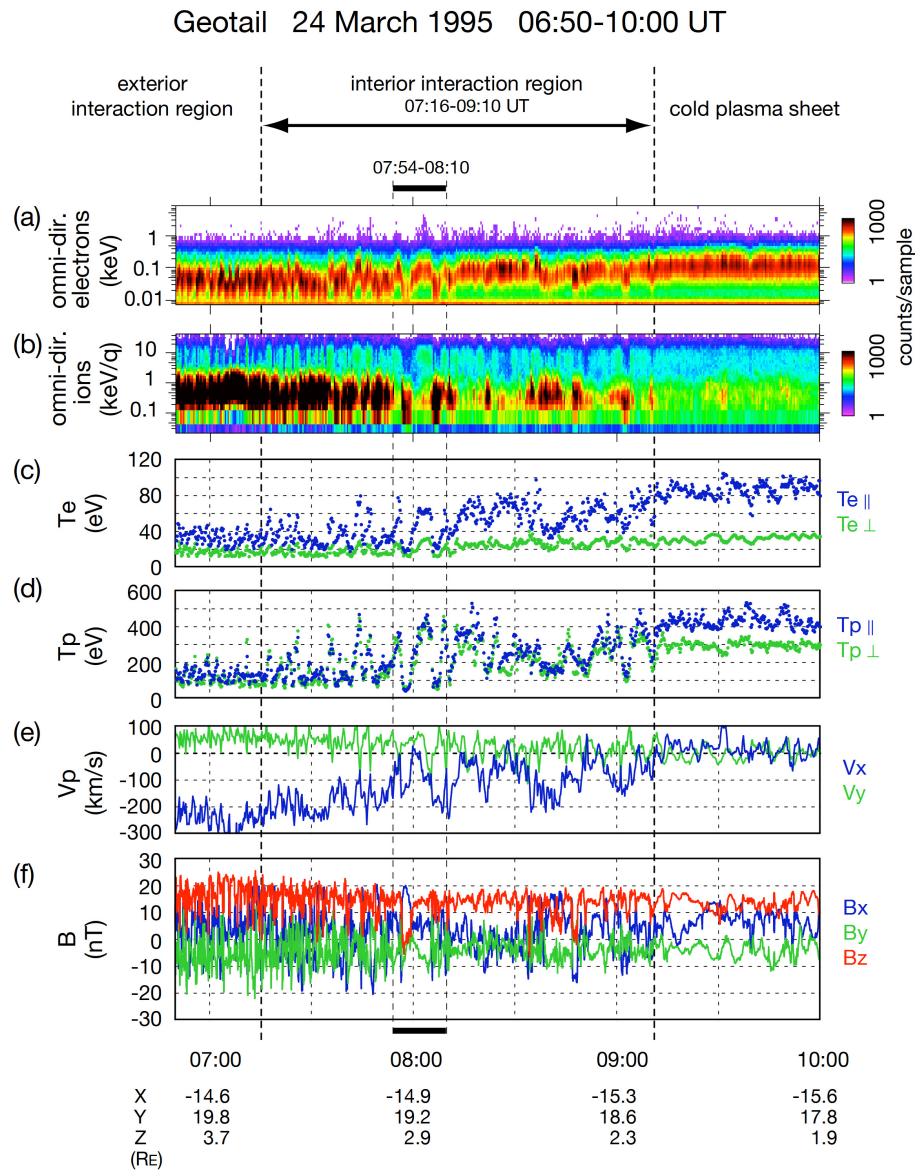 Geotail 24 March 1995 06:50-10:00 UT
exterior
interaction region
interior interaction region
07:16-09:10 UT
cold plasma sheet
07:54-08:10
(a)
omni-dir.
electrons
(keV)
1
0.1
0.01
1000
1
counts/sample
(b)
omni-dir.
ions
(keV/q)
10
1
0.1
1000
1
(c)
Te
(eV)
120
80
40
0
Te ∥
Te ⊥
(d)
Tp
(eV)
600
400
200
0
Tp ∥
Tp ⊥
(e)
Vp
(km/s)
100
0
-100
-200
-300
Vx
Vy
(f)
B
(nT)
30
20
10
0
-10
-20
-30
Bx
By
Bz
07:00 08:00 09:00 10:00
X -14.6 -14.9 -15.3 -15.6
Y 19.8 19.2 18.6 17.8
Z 3.7 2.9 2.3 1.9
(RE)